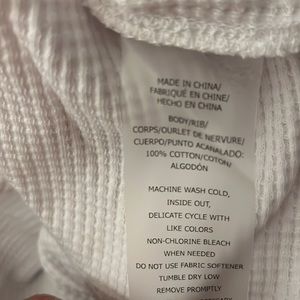 MADE IN CHINA/
FABRIQUÉ EN CHINE/
HECHO EN CHINA
BODY/RIB/
CORPS/OURLET DE NERVURE/
CUERPO/PUNTO ACANALADO:
100% COTTON/COTON/
ALGODÓN
MACHINE WASH COLD,
INSIDE OUT,
DELICATE CYCLE WITH
LIKE COLORS
NON-CHLORINE BLEACH
WHEN NEEDED
DO NOT USE FABRIC SOFTENER
TUMBLE DRY LOW
REMOVE PROMPTLY